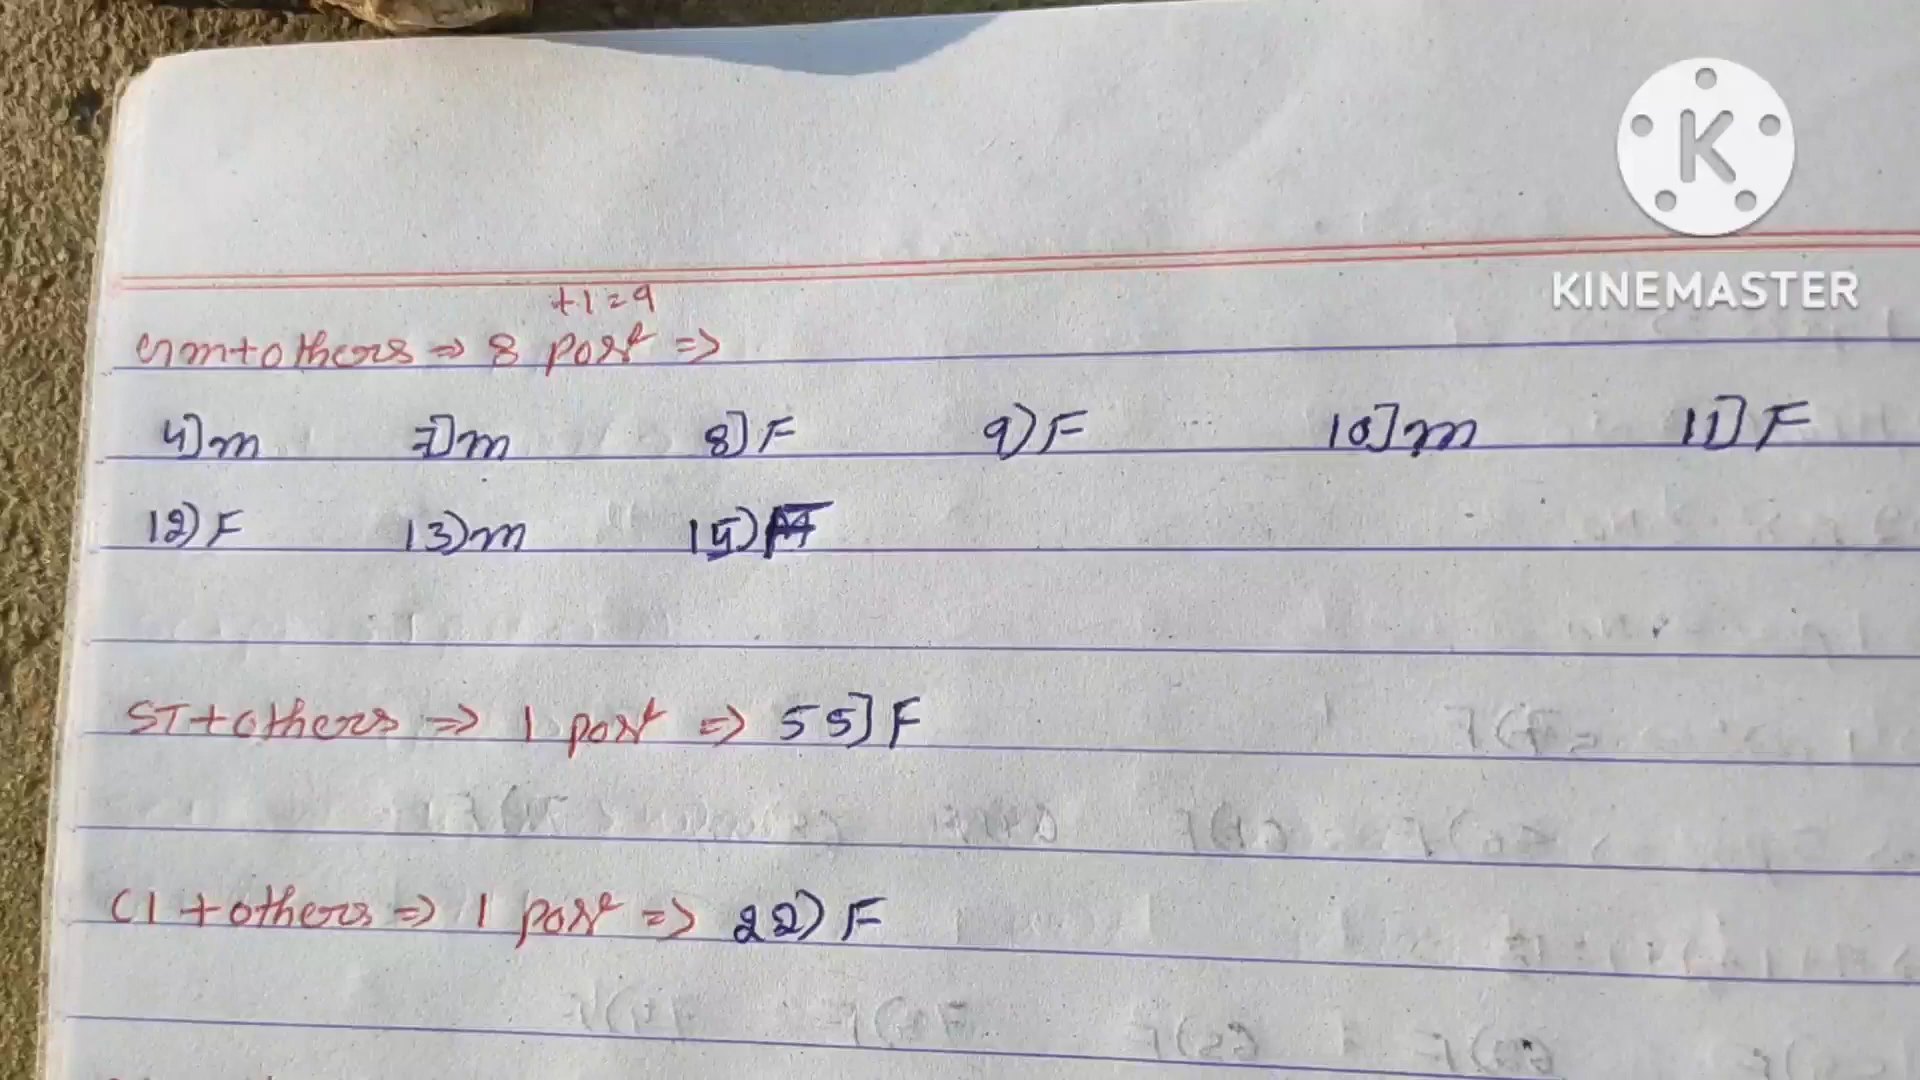 +1=9
GM+others => 8 post =>
4)m 7)m 8)F 9)F 10]m 11]F
12)F 13)m 15)
ST+others => 1 post => 55]F
C1+others => 1 post => 22)F
KINEMASTER